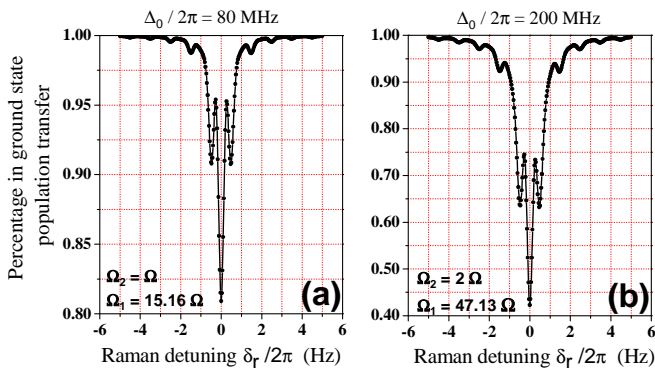 Δ₀ / 2π = 80 MHz
Δ₀ / 2π = 200 MHz
Percentage in ground state
population transfer
1.00
0.95
0.90
0.85
0.80
Ω₂ = Ω
Ω₁ = 15.16 Ω
(a)
-6 -4 -2 0 2 4 6
Raman detuning δᵣ /2π (Hz)
1.00
0.90
0.80
0.70
0.60
0.50
0.40
Ω₂ = 2 Ω
Ω₁ = 47.13 Ω
(b)
-6 -4 -2 0 2 4 6
Raman detuning δᵣ /2π (Hz)